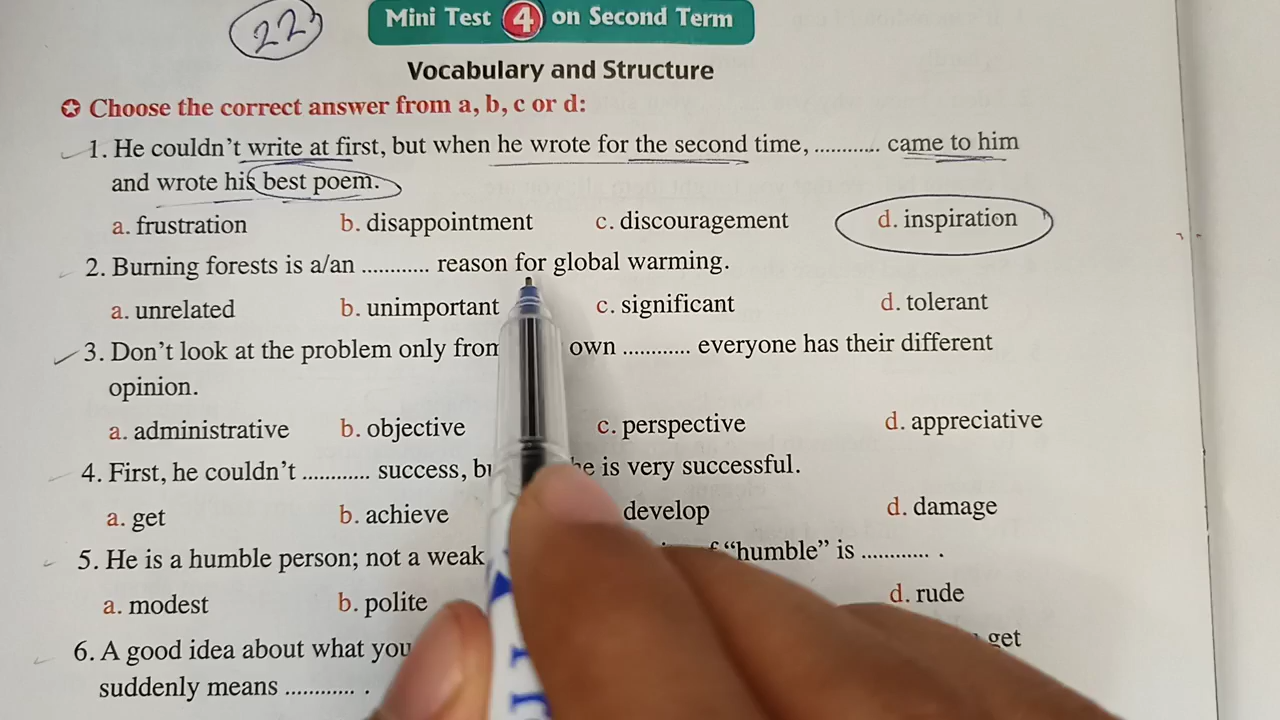 22
Mini Test 4 on Second Term
Vocabulary and Structure
Choose the correct answer from a, b, c or d:
1. He couldn't write at first, but when he wrote for the second time, ............ came to him
and wrote his best poem.
a. frustration b. disappointment c. discouragement d. inspiration
2. Burning forests is a/an ............ reason for global warming.
a. unrelated b. unimportant c. significant d. tolerant
3. Don't look at the problem only from own ............ everyone has their different
opinion.
a. administrative b. objective c. perspective d. appreciative
4. First, he couldn't ............ success, he is very successful.
a. get b. achieve develop d. damage
5. He is a humble person; not a weak "humble" is ............ .
a. modest b. polite d. rude
6. A good idea about what you get
suddenly means ............ .